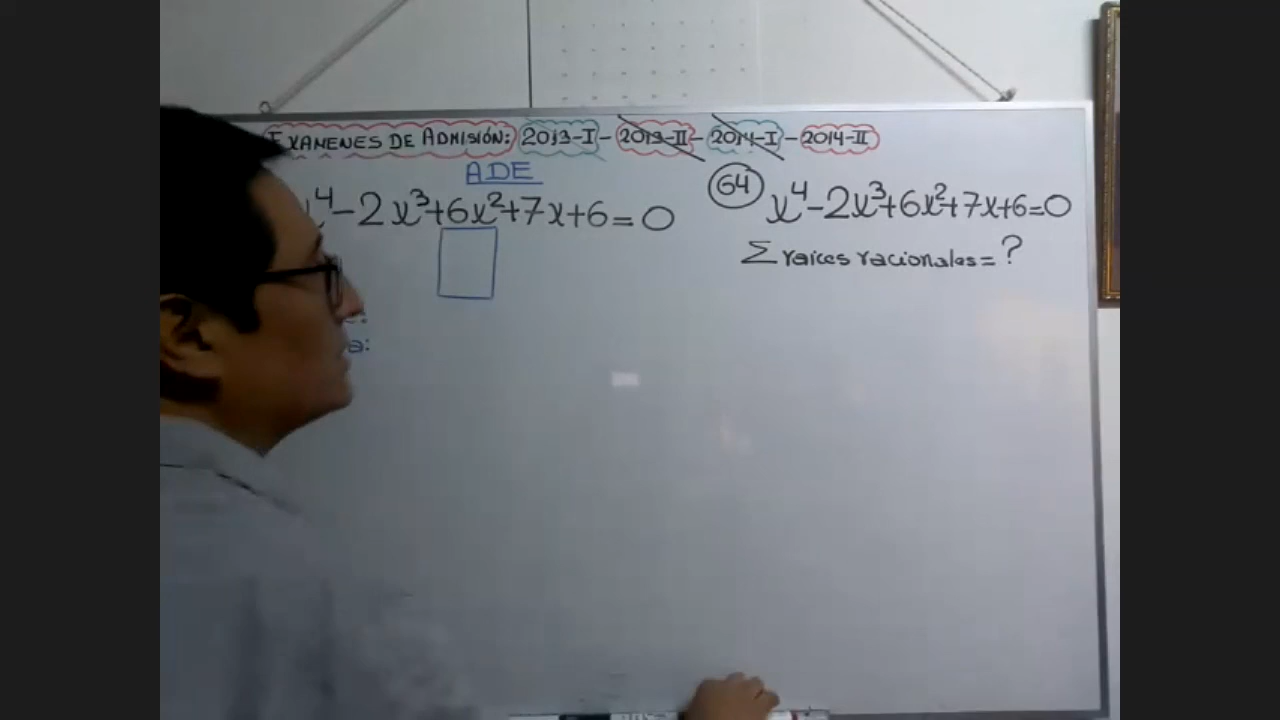 EXAMENES DE ADMISIÓN: 2013-I - 2013-II - 2014-I - 2014-II
ADE
x⁴-2x³+6x²+7x+6=0
64 x⁴-2x³+6x²+7x+6=0
Σ raíces racionales = ?